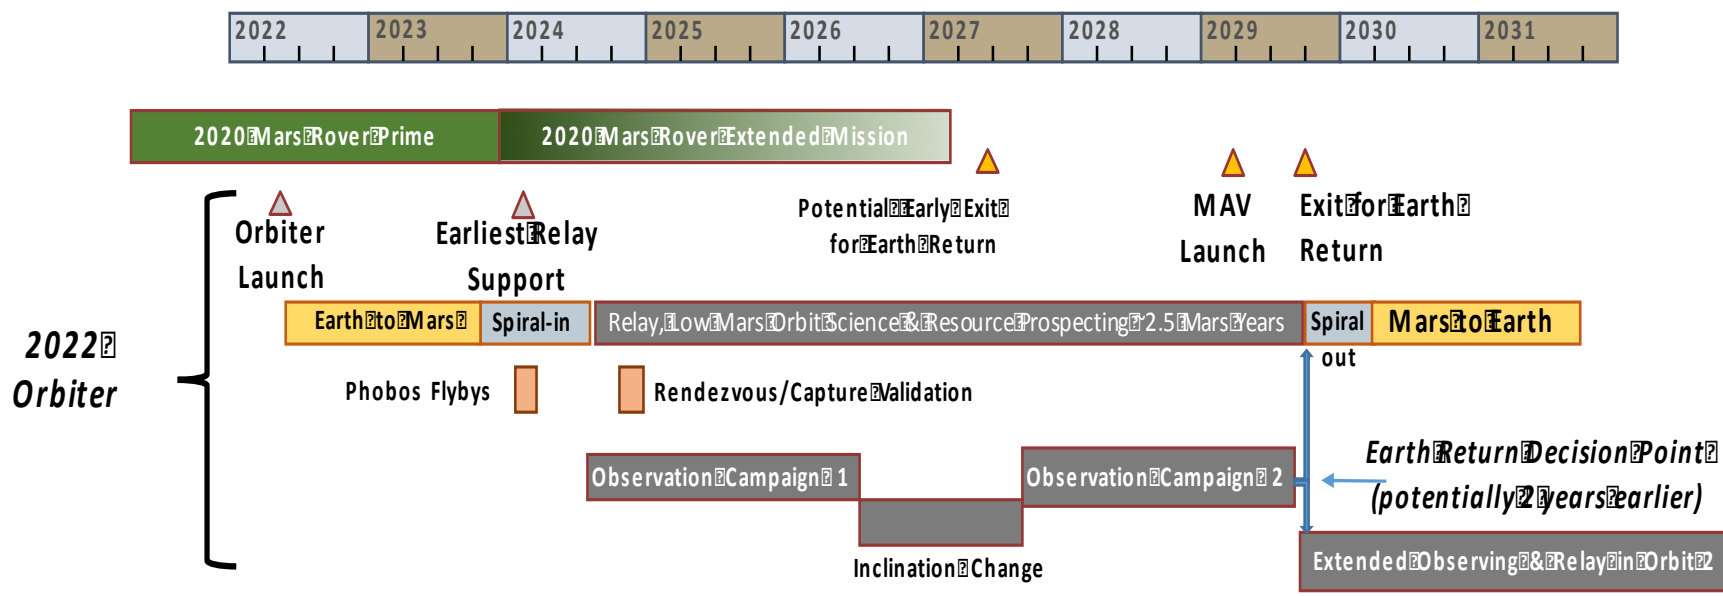 2022 2023 2024 2025 2026 2027 2028 2029 2030 2031
2020 Mars Rover Prime
2020 Mars Rover Extended Mission
Orbiter
Launch
Earliest Relay
Support
Potential Early Exit
for Earth Return
MAV
Launch
Exit for Earth
Return
2022
Orbiter
Earth to Mars
Spiral-in
Relay, Low Mars Orbit Science & Resource Prospecting ~2.5 Mars Years
Spiral
out
Mars to Earth
Phobos Flybys
Rendezvous/Capture Validation
Observation Campaign 1
Inclination Change
Observation Campaign 2
Earth Return Decision Point
(potentially 2 years earlier)
Extended Observing & Relay in Orbit 2